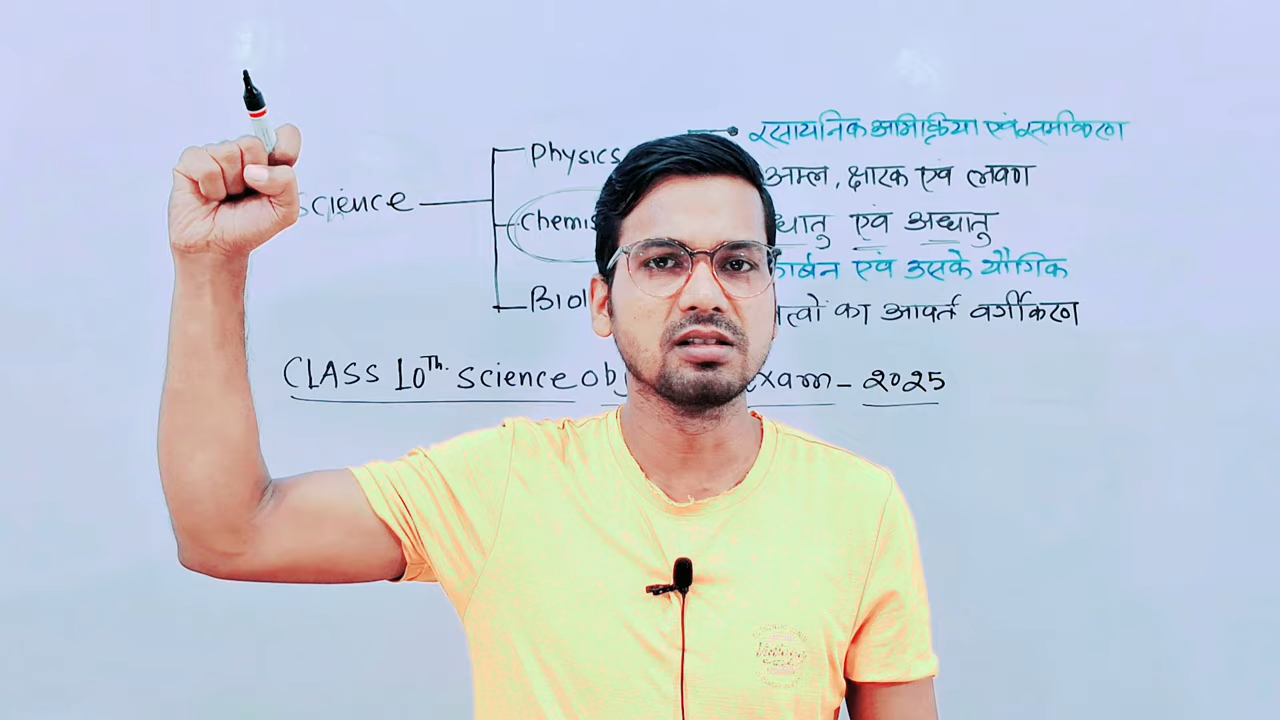 Science
Physics
Chemis
Biol
रसायनिक अभिक्रिया एवं समीकरण
अम्ल, क्षारक एवं लवण
धातु एवं अधातु
कार्बन एवं उसके यौगिक
तत्वों का आवर्त वर्गीकरण
CLASS 10Th. Science obj exam - 2025